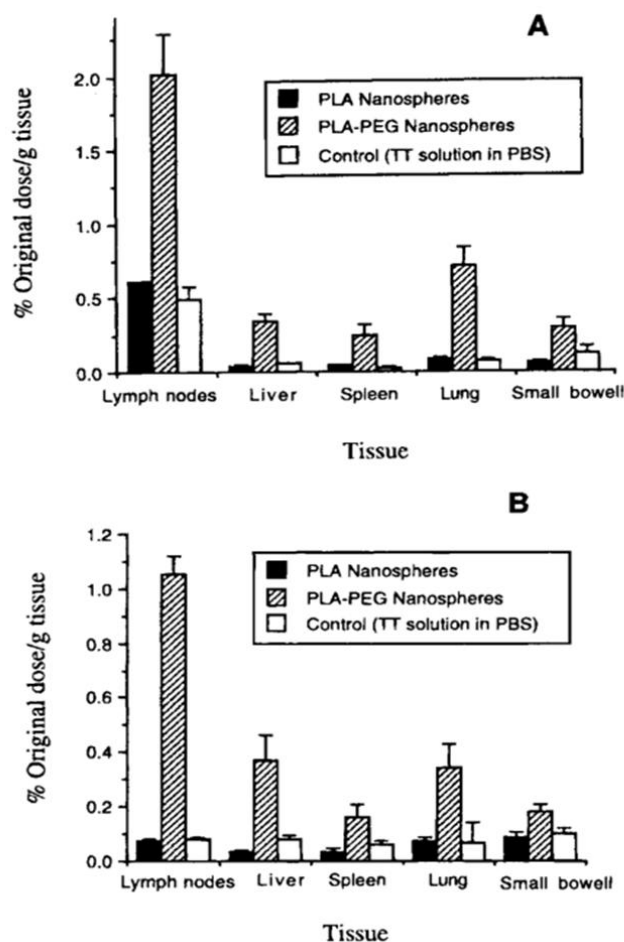 A
2.0
1.5
1.0
0.5
0.0
% Original dose/g tissue
PLA Nanospheres
PLA-PEG Nanospheres
Control (TT solution in PBS)
Lymph nodes Liver Spleen Lung Small bowell
Tissue
B
1.2
1.0
0.8
0.6
0.4
0.2
0.0
% Original dose/g tissue
PLA Nanospheres
PLA-PEG Nanospheres
Control (TT solution in PBS)
Lymph nodes Liver Spleen Lung Small bowell
Tissue